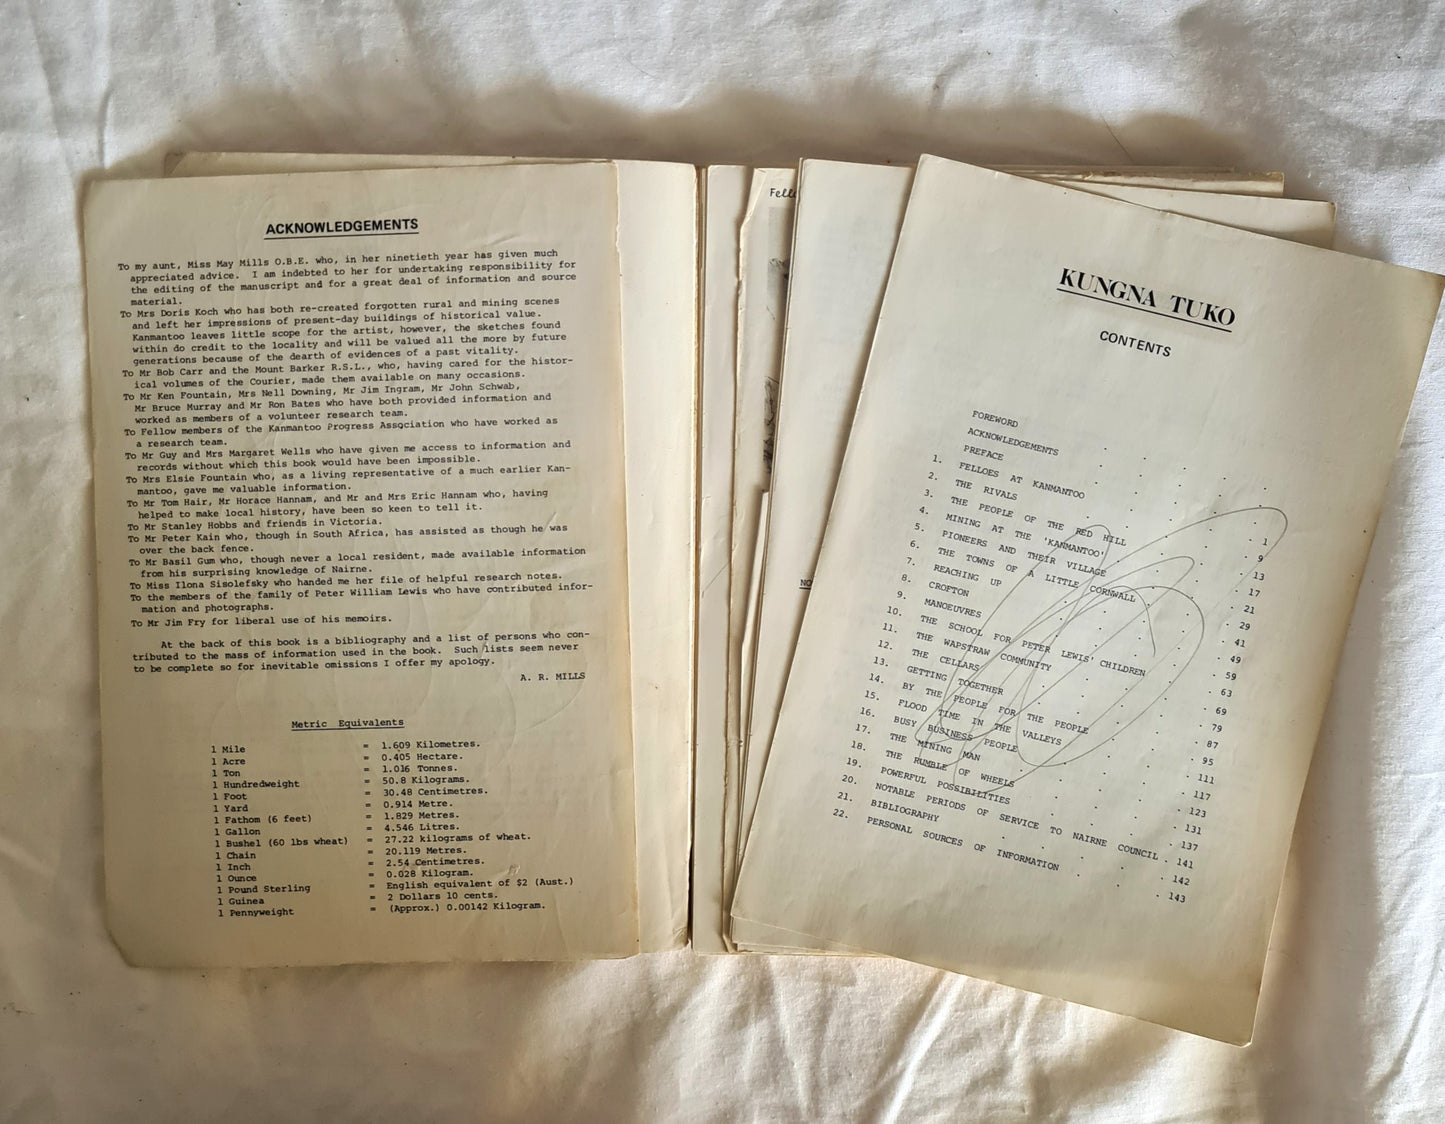 ACKNOWLEDGEMENTS
To my aunt, Miss May Mills O.B.E. who, in her ninetieth year has given much
appreciated advice. I am indebted to her for undertaking responsibility for
the editing of the manuscript and for a great deal of information and source
material.
To Mrs Doris Koch who has both re-created forgotten rural and mining scenes
and left her impressions of present-day buildings of historical value.
Kanmantoo leaves little scope for the artist, however, the sketches found
within do credit to the locality and will be valued all the more by future
generations because of the dearth of evidences of a past vitality.
To Mr Bob Carr and the Mount Barker R.S.L., who, having cared for the histor-
ical volumes of the Courier, made them available on many occasions.
To Mr Ken Fountain, Mrs Nell Downing, Mr Jim Ingram, Mr John Schwab,
Mr Bruce Murray and Mr Ron Bates who have both provided information and
worked as members of a volunteer research team.
To Fellow members of the Kanmantoo Progress Association who have worked as
a research team.
To Mr Guy and Mrs Margaret Wells who have given me access to information and
records without which this book would have been impossible.
To Mrs Elsie Fountain who, as a living representative of a much earlier Kan-
mantoo, gave me valuable information.
To Mr Tom Hair, Mr Horace Hannam, and Mr and Mrs Eric Hannam who, having
helped to make local history, have been so keen to tell it.
To Mr Stanley Hobbs and friends in Victoria.
To Mr Peter Kain who, though in South Africa, has assisted as though he was
over the back fence.
To Mr Basil Gum who, though never a local resident, made available information
from his surprising knowledge of Nairne.
To Miss Ilona Sisolefsky who handed me her file of helpful research notes.
To the members of the family of Peter William Lewis who have contributed infor-
mation and photographs.
To Mr Jim Fry for liberal use of his memoirs.
At the back of this book is a bibliography and a list of persons who con-
tributed to the mass of information used in the book. Such lists seem never
to be complete so for inevitable omissions I offer my apology.
A. R. MILLS
Metric Equivalents
1 Mile = 1.609 Kilometres.
1 Acre = 0.405 Hectare.
1 Ton = 1.016 Tonnes.
1 Hundredweight = 50.8 Kilograms.
1 Foot = 30.48 Centimetres.
1 Yard = 0.914 Metre.
1 Fathom (6 feet) = 1.829 Metres.
1 Gallon = 4.546 Litres.
1 Bushel (60 lbs wheat) = 27.22 kilograms of wheat.
1 Chain = 20.119 Metres.
1 Inch = 2.54 Centimetres.
1 Ounce = 0.028 Kilogram.
1 Pound Sterling = English equivalent of $2 (Aust.)
1 Guinea = 2 Dollars 10 cents.
1 Pennyweight = (Approx.) 0.00142 Kilogram.
Fello
NO
KUNGNA TUKO
CONTENTS
FOREWORD
ACKNOWLEDGEMENTS
PREFACE
1. FELLOES AT KANMANTOO 1
2. THE RIVALS 9
3. THE PEOPLE OF THE RED HILL 13
4. MINING AT THE 'KANMANTOO' 17
5. PIONEERS AND THEIR VILLAGE 21
6. THE TOWNS OF A LITTLE CORNWALL 29
7. REACHING UP 41
8. CROFTON 49
9. MANOEUVRES 59
10. THE SCHOOL FOR PETER LEWIS' CHILDREN 63
11. THE WAPSTRAW COMMUNITY 69
12. THE CELLARS 79
13. GETTING TOGETHER 87
14. BY THE PEOPLE FOR THE PEOPLE 95
15. FLOOD TIME IN THE VALLEYS 111
16. BUSY BUSINESS PEOPLE 117
17. THE MINING MAN 123
18. THE RUMBLE OF WHEELS 131
19. POWERFUL POSSIBILITIES 137
20. NOTABLE PERIODS OF SERVICE TO NAIRNE COUNCIL 141
21. BIBLIOGRAPHY 142
22. PERSONAL SOURCES OF INFORMATION 143